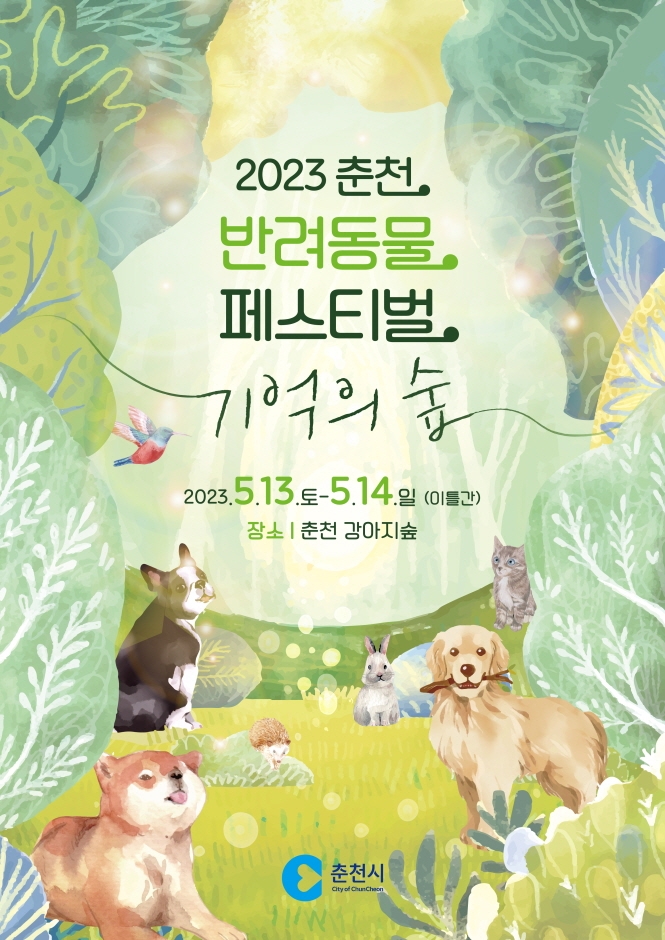 2023 춘천
반려동물
페스티벌
기억의 숲
2023.5.13.토-5.14.일 (이틀간)
장소 | 춘천 강아지숲
춘천시
City of ChunCheon